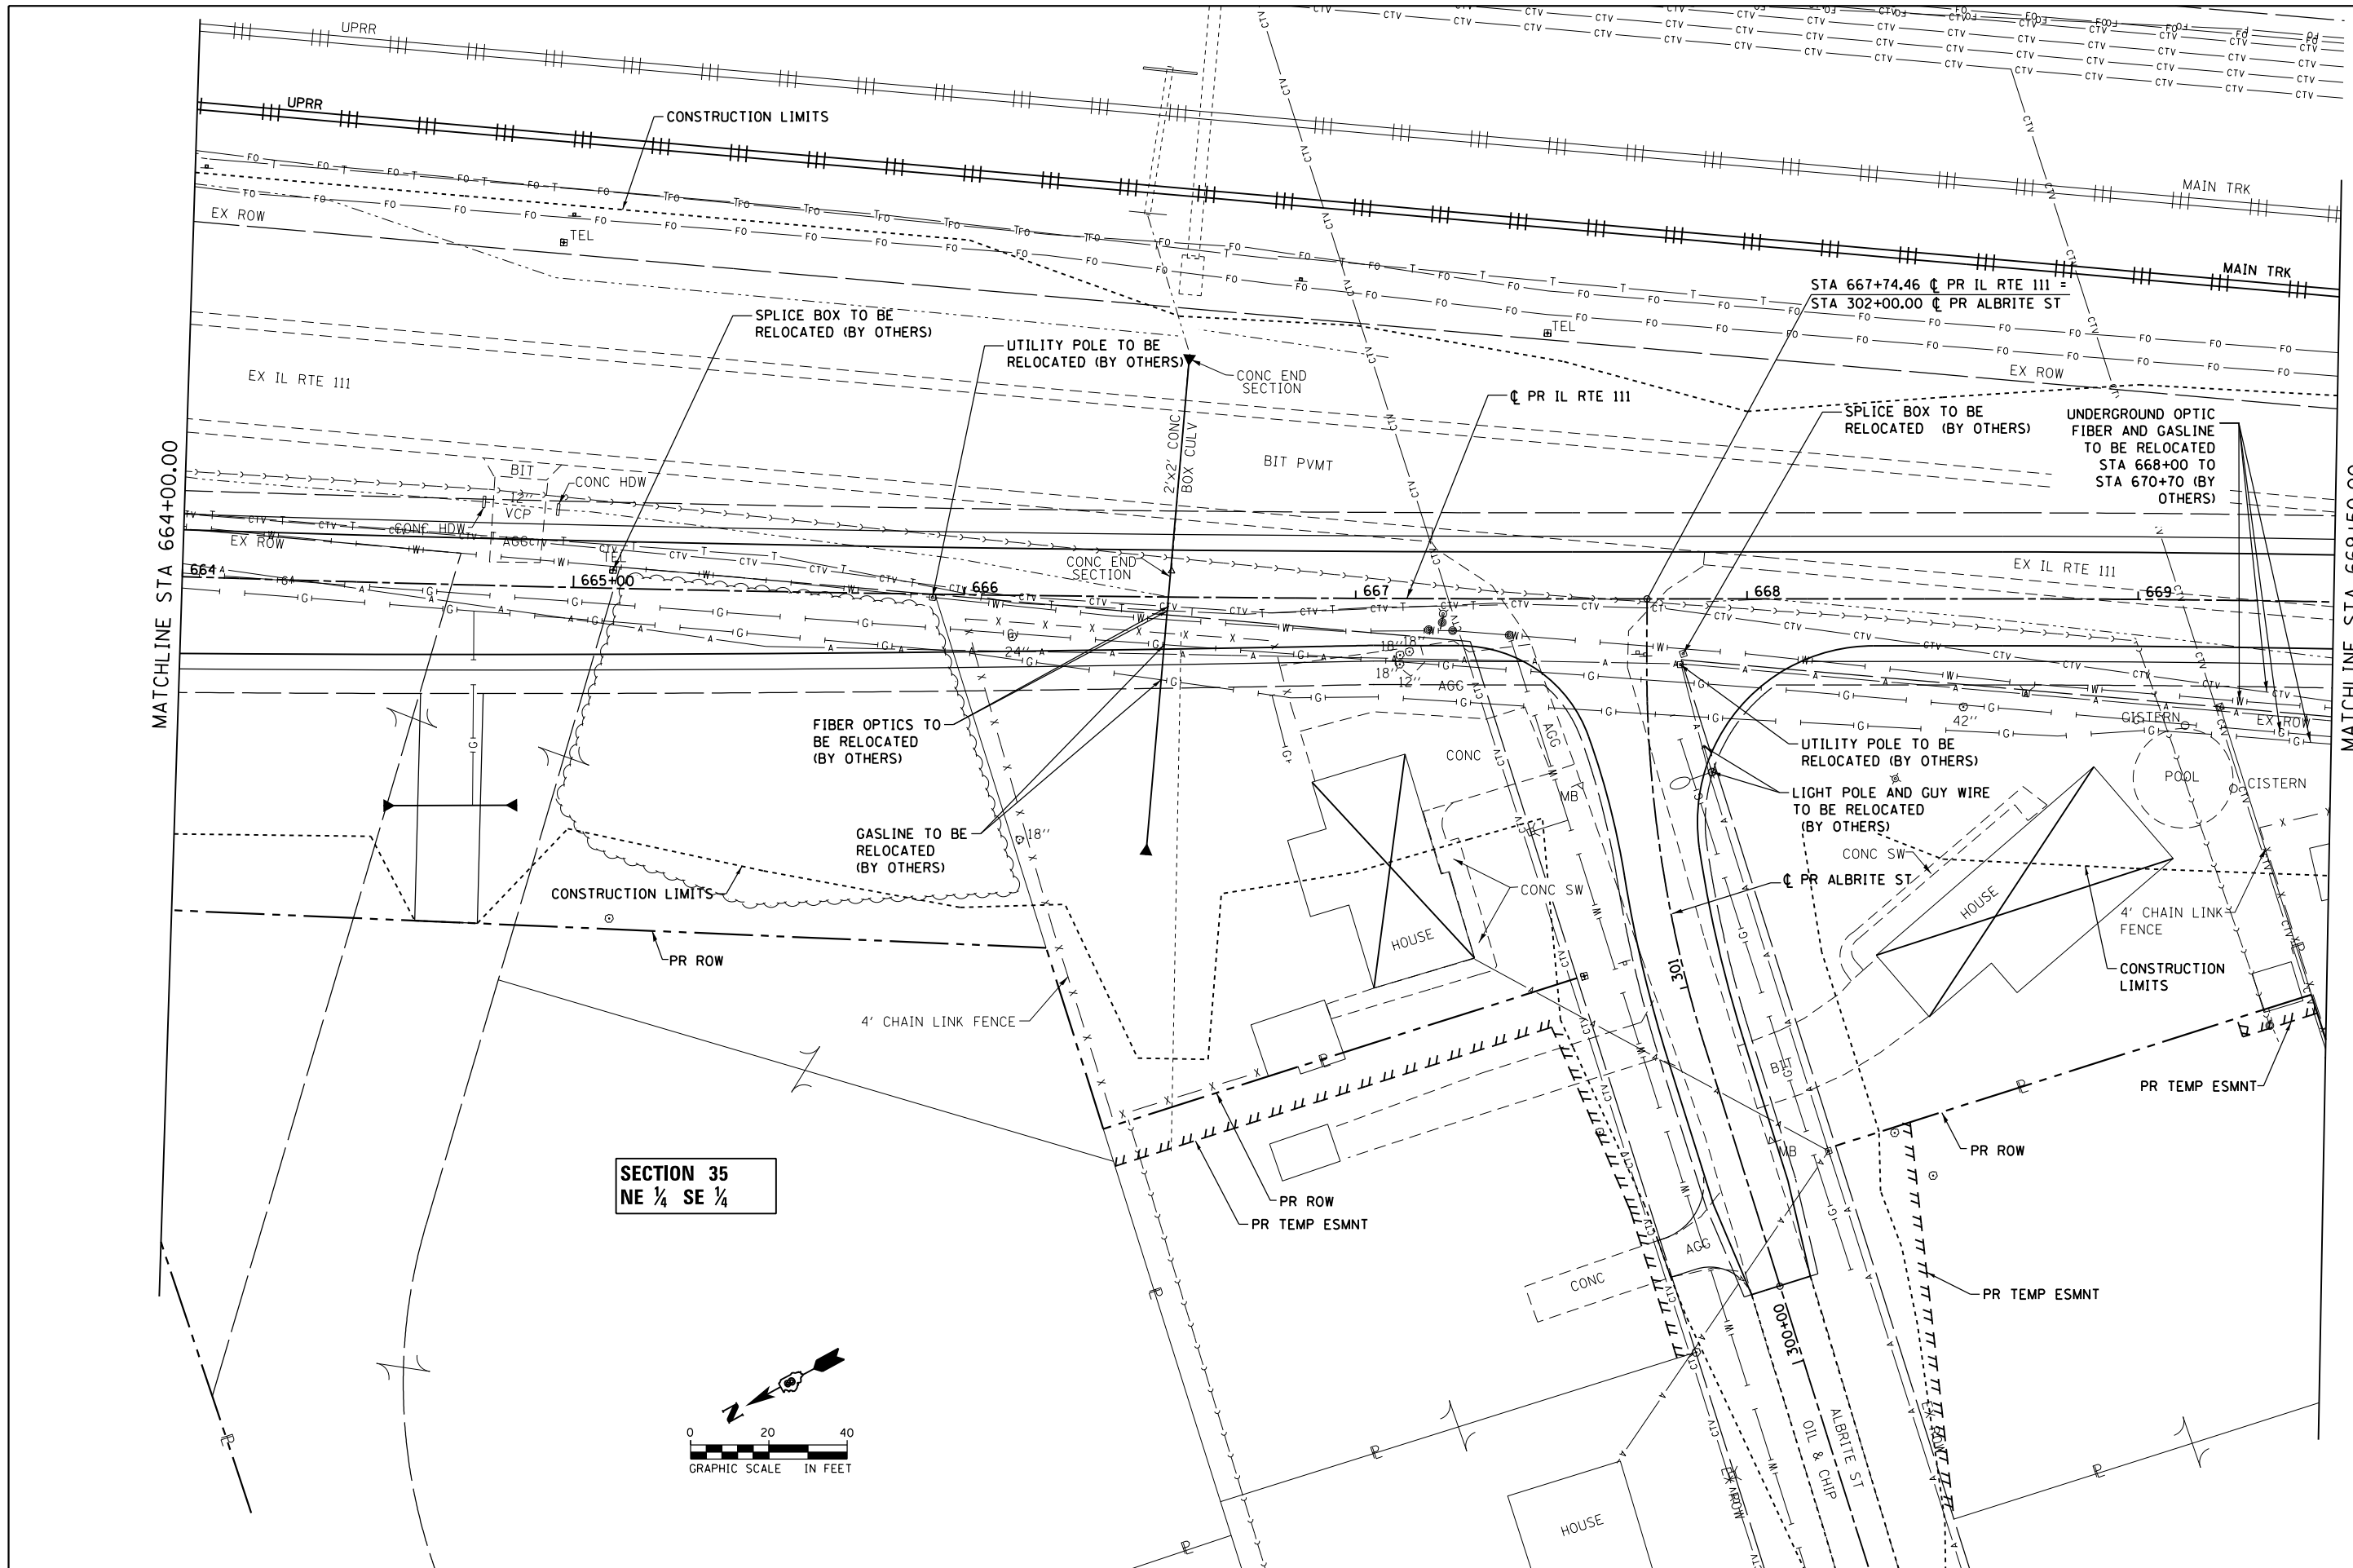 UPRR
UPRR
CONSTRUCTION LIMITS
MAIN TRK
MAIN TRK
EX ROW
TEL
STA 667+74.46 ℄ PR IL RTE 111 =
STA 302+00.00 ℄ PR ALBRITE ST
SPLICE BOX TO BE
RELOCATED (BY OTHERS)
UTILITY POLE TO BE
RELOCATED (BY OTHERS)
TEL
EX ROW
EX IL RTE 111
CONC END
SECTION
℄ PR IL RTE 111
SPLICE BOX TO BE
RELOCATED (BY OTHERS)
UNDERGROUND OPTIC
FIBER AND GASLINE
TO BE RELOCATED
STA 668+00 TO
STA 670+70 (BY
OTHERS)
MATCHLINE STA 664+00.00
2'x2' CONC
BOX CULV
BIT PVMT
BIT
12"
VCP
CONC HDW
CONC HDW
AGG
EX ROW
TEL
CONC END
SECTION
EX IL RTE 111
664
665+00
666
667
668
669
24"
18"
18"
18"
12"
AGG
42"
CISTERN
EX ROW
FIBER OPTICS TO
BE RELOCATED
(BY OTHERS)
CONC
AGG
MB
UTILITY POLE TO BE
RELOCATED (BY OTHERS)
POOL
CISTERN
LIGHT POLE AND GUY WIRE
TO BE RELOCATED
(BY OTHERS)
GASLINE TO BE
RELOCATED
(BY OTHERS)
18"
CONC SW
CONSTRUCTION LIMITS
CONC SW
℄ PR ALBRITE ST
HOUSE
HOUSE
4' CHAIN LINK
FENCE
PR ROW
301
CONSTRUCTION
LIMITS
4' CHAIN LINK FENCE
BIT
PR TEMP ESMNT
MB
PR ROW
SECTION 35
NE ¼ SE ¼
PR ROW
PR TEMP ESMNT
AGG
CONC
PR TEMP ESMNT
300+00
N
0 20 40
GRAPHIC SCALE IN FEET
ALBRITE ST
OIL & CHIP
EX ROW
EX ROW
HOUSE